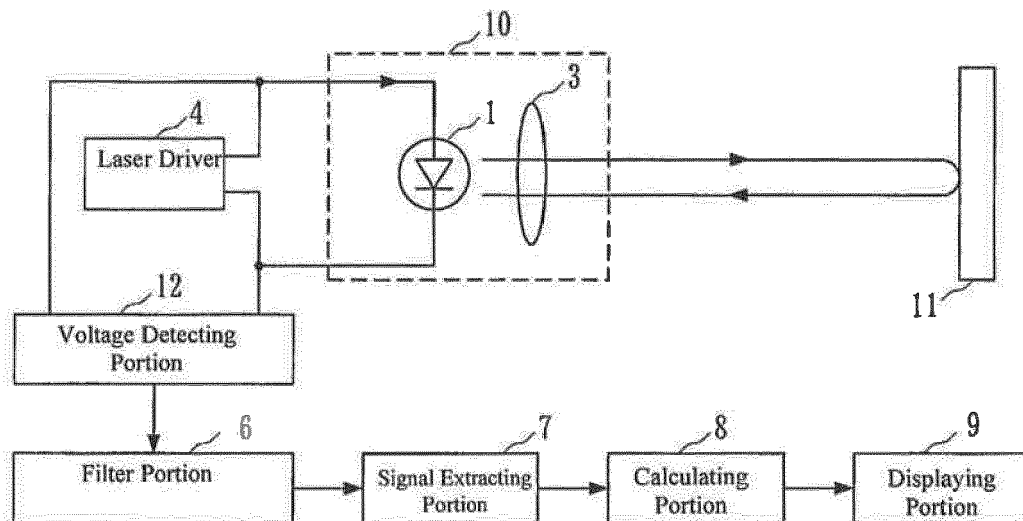 10
3
4
1
Laser Driver
12
11
Voltage Detecting
Portion
6
7
8
9
Filter Portion
Signal Extracting
Portion
Calculating
Portion
Displaying
Portion